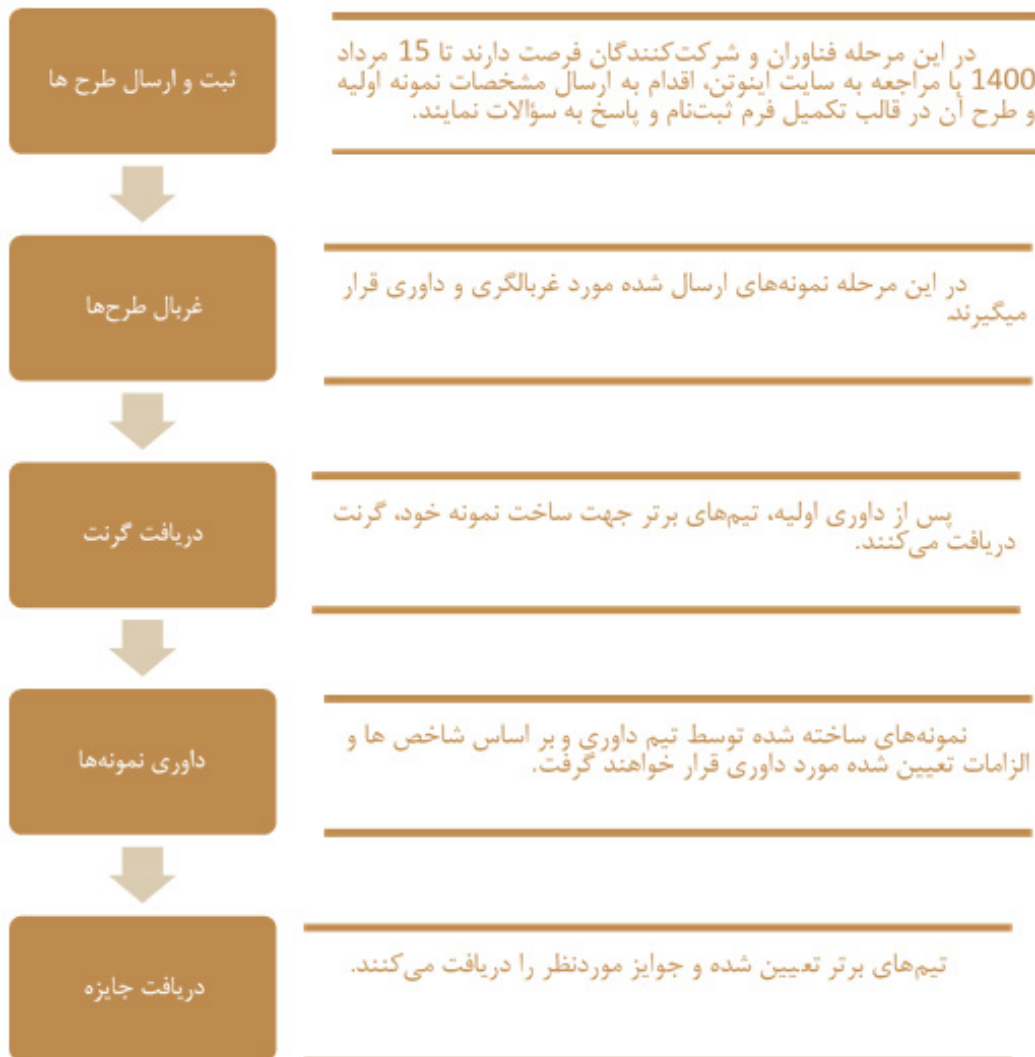 ثبت و ارسال طرح ها
در این مرحله فناوران و شرکت‌کنندگان فرصت دارند تا 15 مرداد
1400 با مراجعه به سایت اینوتن، اقدام به ارسال مشخصات نمونه اولیه
و طرح آن در قالب تکمیل فرم ثبت‌نام و پاسخ به سؤالات نمایند.
غربال طرح‌ها
در این مرحله نمونه‌های ارسال شده مورد غربالگری و داوری قرار
میگیرند.
دریافت گرنت
پس از داوری اولیه، تیم‌های برتر جهت ساخت نمونه خود، گرنت
دریافت می‌کنند.
داوری نمونه‌ها
نمونه‌های ساخته شده توسط تیم داوری و بر اساس شاخص ها و
الزامات تعیین شده مورد داوری قرار خواهند گرفت.
دریافت جایزه
تیم‌های برتر تعیین شده و جوایز موردنظر را دریافت می‌کنند.